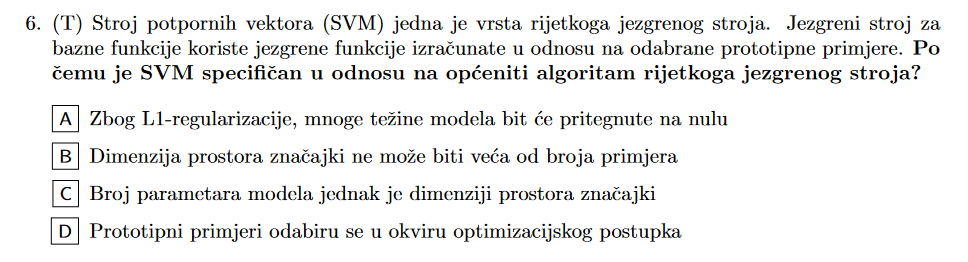 6. (T) Stroj potpornih vektora (SVM) jedna je vrsta rijetkoga jezgrenog stroja. Jezgreni stroj za
bazne funkcije koriste jezgrene funkcije izračunate u odnosu na odabrane prototipne primjere. Po
čemu je SVM specifičan u odnosu na općeniti algoritam rijetkoga jezgrenog stroja?
A Zbog L1-regularizacije, mnoge težine modela bit će pritegnute na nulu
B Dimenzija prostora značajki ne može biti veća od broja primjera
C Broj parametara modela jednak je dimenziji prostora značajki
D Prototipni primjeri odabiru se u okviru optimizacijskog postupka